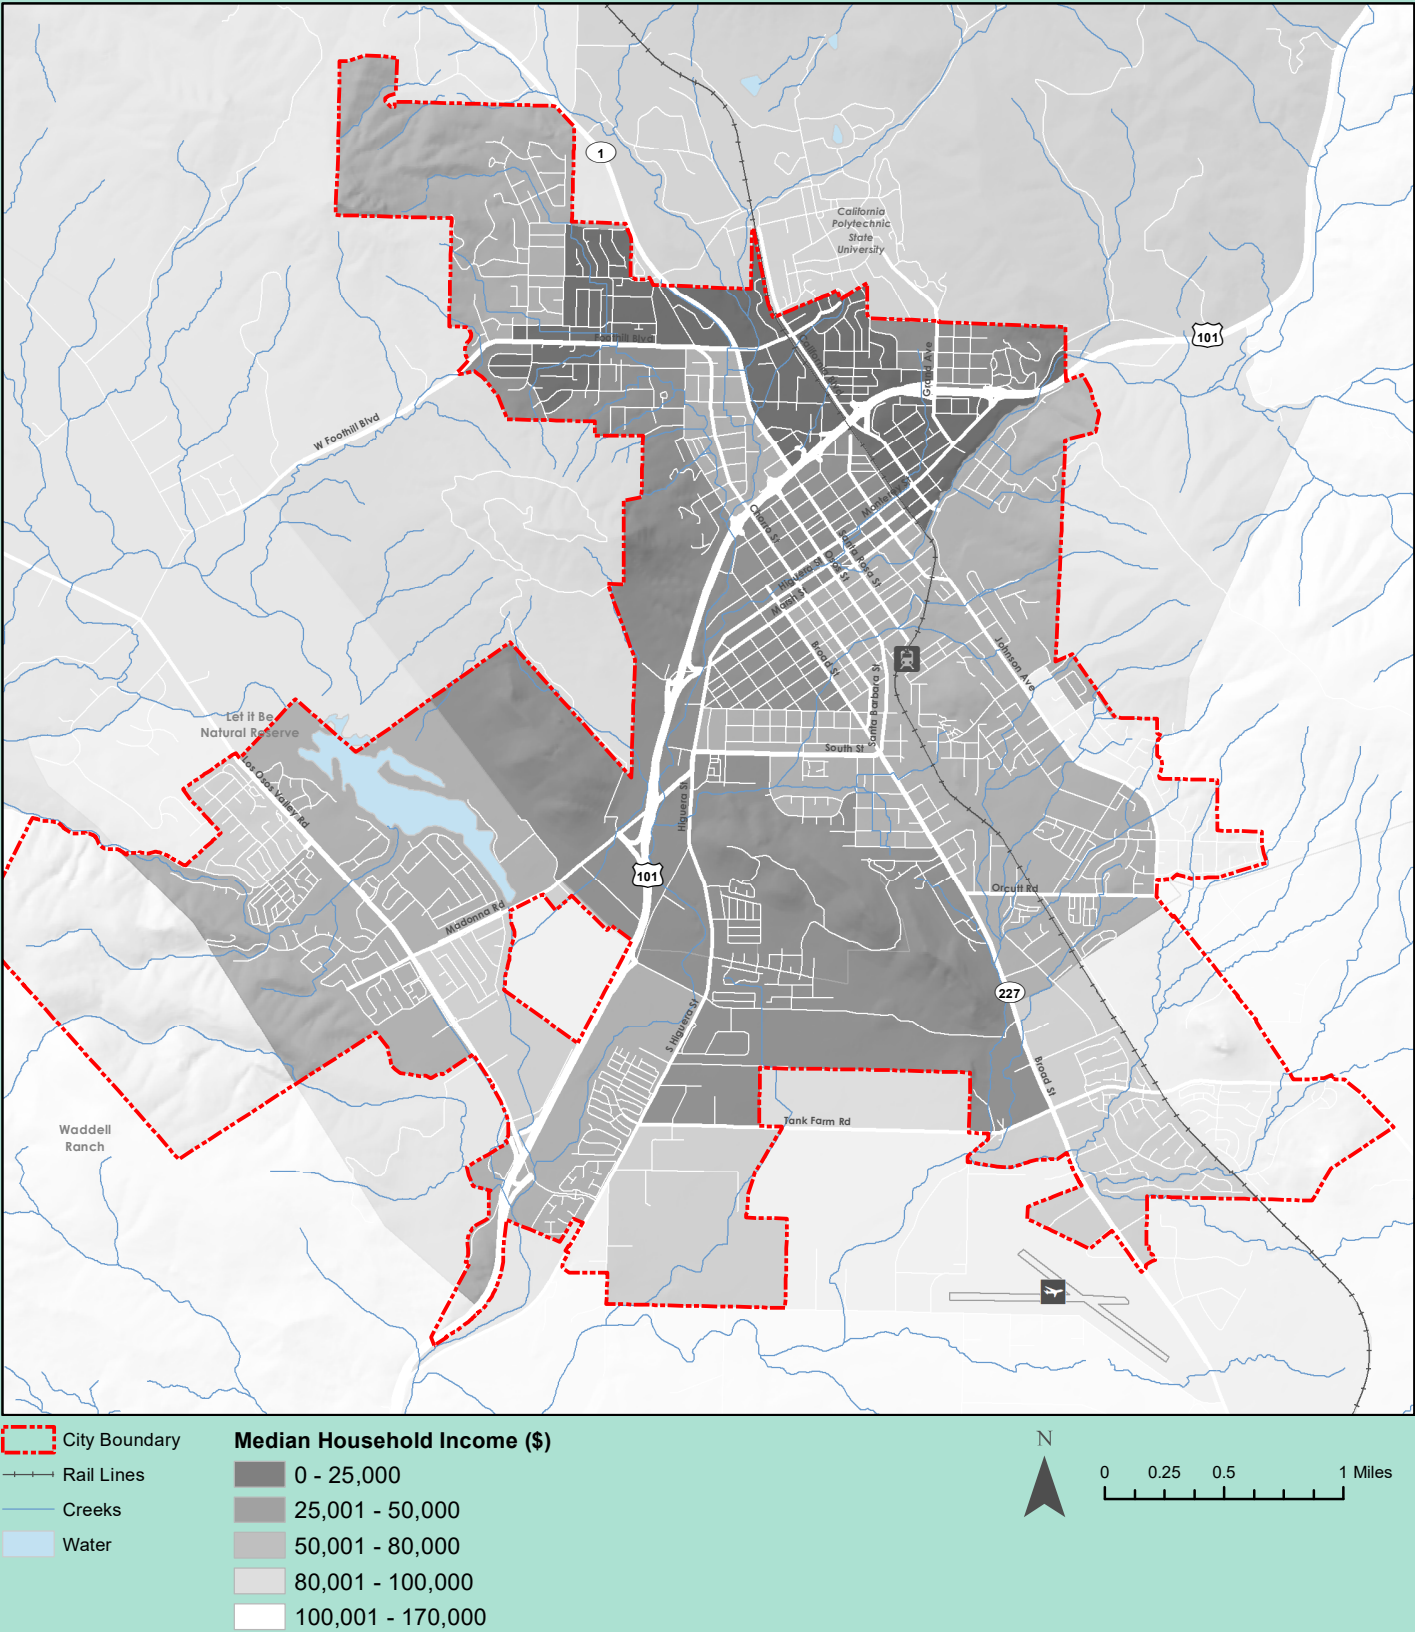 1
California
Polytechnic
State
University
101
Foothill Blvd
California Blvd
Grand Ave
W Foothill Blvd
Monterey St
Chorro St
Santa Rosa St
Osos St
Higuera St
Marsh St
Broad St
Johnson Ave
Santa Barbara St
Let it Be
Natural Reserve
South St
Los Osos Valley Rd
Higuera St
101
Orcutt Rd
Madonna Rd
227
S Higuera St
Broad St
Tank Farm Rd
Waddell
Ranch
City Boundary
Rail Lines
Creeks
Water
Median Household Income ($)
0 - 25,000
25,001 - 50,000
50,001 - 80,000
80,001 - 100,000
100,001 - 170,000
N
0 0.25 0.5 1 Miles